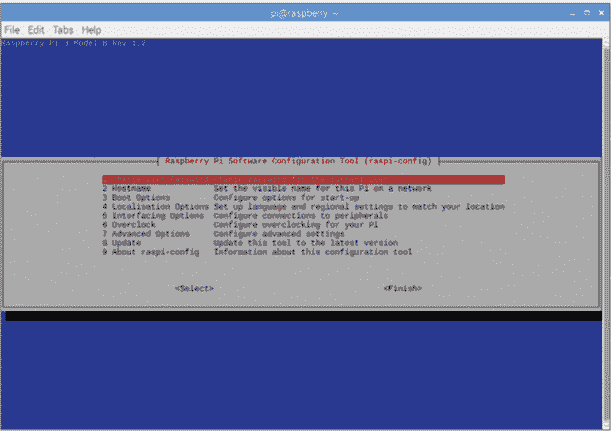 pi@raspberry: ~
File Edit Tabs Help
Raspberry Pi 3 Model B Rev 1.2
Raspberry Pi Software Configuration Tool (raspi-config)
2 Hostname Set the visible name for this Pi on a network
3 Boot Options Configure options for start-up
4 Localisation Options Set up language and regional settings to match your location
5 Interfacing Options Configure connections to peripherals
6 Overclock Configure overclocking for your Pi
7 Advanced Options Configure advanced settings
8 Update Update this tool to the latest version
9 About raspi-config Information about this configuration tool
<Select> <Finish>